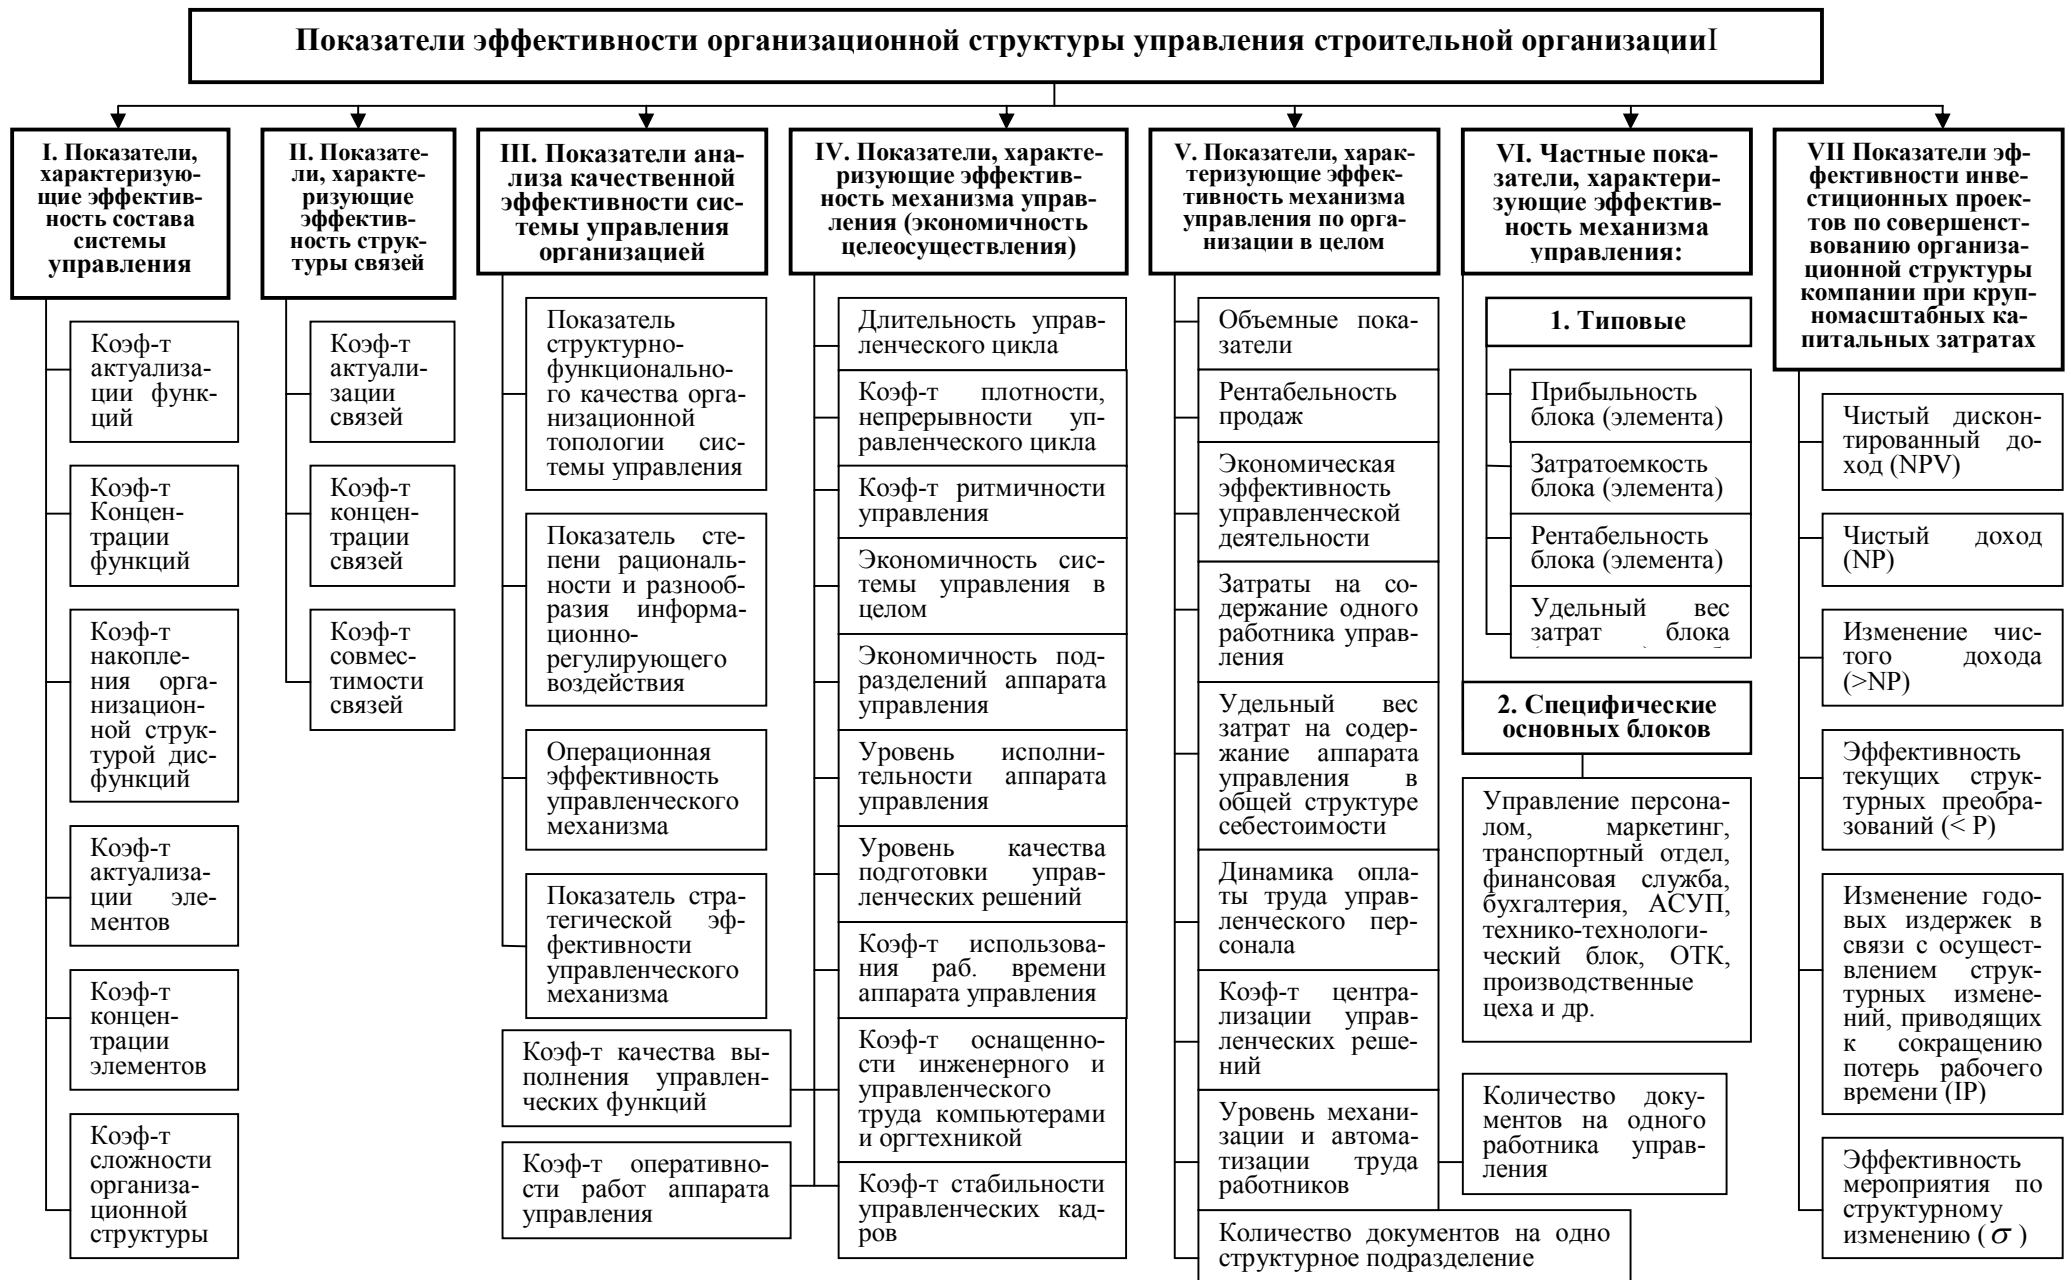 Показатели эффективности организационной структуры управления строительной организацииI
I. Показатели,
характеризую-
щие эффектив-
ность состава
системы
управления
Коэф-т
актуализа-
ции функ-
ций
Коэф-т
Концен-
трации
функций
Коэф-т
накопле-
ния орга-
низацион-
ной струк-
турой дис-
функций
Коэф-т
актуализа-
ции эле-
ментов
Коэф-т
концен-
трации
элементов
Коэф-т
сложности
организа-
ционной
структуры
II. Показате-
ли, характе-
ризующие
эффектив-
ность струк-
туры связей
Коэф-т
актуали-
зации
связей
Коэф-т
концен-
трации
связей
Коэф-т
совмес-
тимости
связей
III. Показатели ана-
лиза качественной
эффективности сис-
темы управления
организацией
Показатель
структурно-
функционально-
го качества орга-
низационной
топологии сис-
темы управления
Показатель сте-
пени рациональ-
ности и разнооб-
разия информа-
ционно-
регулирующего
воздействия
Операционная
эффективность
управленческого
механизма
Показатель стра-
тегической эф-
фективности
управленческого
механизма
Коэф-т качества вы-
полнения управлен-
ческих функций
Коэф-т оперативно-
сти работ аппарата
управления
IV. Показатели, характе-
ризующие эффектив-
ность механизма управ-
ления (экономичность
целеосуществления)
Длительность управ-
ленческого цикла
Коэф-т плотности,
непрерывности уп-
равленческого цикла
Коэф-т ритмичности
управления
Экономичность сис-
темы управления в
целом
Экономичность под-
разделений аппарата
управления
Уровень исполни-
тельности аппарата
управления
Уровень качества
подготовки управ-
ленческих решений
Коэф-т использова-
ния раб. времени
аппарата управления
Коэф-т оснащенно-
сти инженерного и
управленческого
труда компьютерами
и оргтехникой
Коэф-т стабильности
управленческих кад-
ров
V. Показатели, харак-
теризующие эффек-
тивность механизма
управления по орга-
низации в целом
Объемные пока-
затели
Рентабельность
продаж
Экономическая
эффективность
управленческой
деятельности
Затраты на со-
держание одного
работника управ-
ления
Удельный вес
затрат на содер-
жание аппарата
управления в
общей структуре
себестоимости
Динамика опла-
ты труда управ-
ленческого пер-
сонала
Коэф-т центра-
лизации управ-
ленческих реше-
ний
Уровень механи-
зации и автома-
тизации труда
работников
Количество документов на одно
структурное подразделение
VI. Частные пока-
затели, характери-
зующие эффектив-
ность механизма
управления:
1. Типовые
Прибыльность
блока (элемента)
Затратоемкость
блока (элемента)
Рентабельность
блока (элемента)
Удельный вес
затрат блока
2. Специфические
основных блоков
Управление персона-
лом, маркетинг,
транспортный отдел,
финансовая служба,
бухгалтерия, АСУП,
технико-технологи-
ческий блок, ОТК,
производственные
цеха и др.
Количество доку-
ментов на одного
работника управ-
ления
VII Показатели эф-
фективности инве-
стиционных проек-
тов по совершенст-
вованию организа-
ционной структуры
компании при круп-
номасштабных ка-
питальных затратах
Чистый дискон-
тированный до-
ход (NPV)
Чистый доход
(NP)
Изменение чис-
того дохода
(>NP)
Эффективность
текущих струк-
турных преобра-
зований (< P)
Изменение годо-
вых издержек в
связи с осущест-
влением струк-
турных измене-
ний, приводящих
к сокращению
потерь рабочего
времени (IP)
Эффективность
мероприятия по
структурному
изменению ( σ )